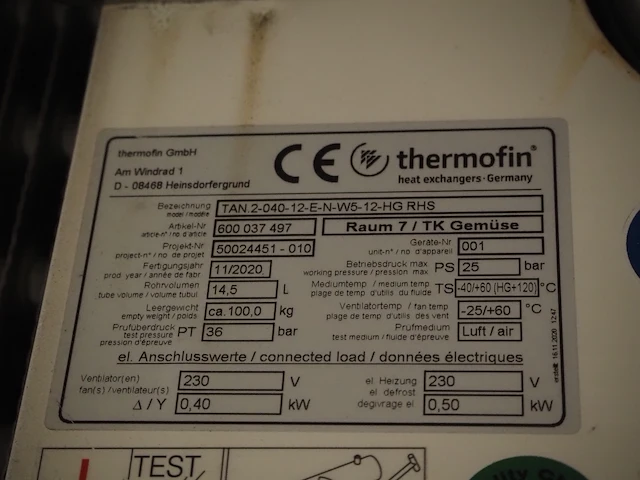 thermofin GmbH
Am Windrad 1
D - 08468 Heinsdorfergrund
CE thermofin®
heat exchangers · Germany
Bezeichnung
model / modèle
TAN.2-040-12-E-N-W5-12-HG RHS
Artikel-Nr
article-n° / no d'article
600 037 497
Raum 7 / TK Gemüse
Projekt-Nr
project-n° / no de projet
50024451 - 010
Geräte-Nr
unit-n° / no d'appareil
001
Fertigungsjahr
prod. year / année de fabr.
11/2020
Betriebsdruck max
working pressure / pression max
PS 25 bar
Rohrvolumen
tube volume / volume tubul.
14,5 L
Mediumtemp / medium temp
plage de temp d'utilis du fluide
TS -40/+60 (HG+120) °C
Leergewicht
empty weight / poids
ca.100,0 kg
Ventilatortemp / fan temp
plage de temp d'utilis des vent
-25/+60 °C
Prüfüberdruck
test pressure
pression d'épreuve
PT 36 bar
Prüfmedium
test medium / fluide d'épreuve
Luft / air
el. Anschlusswerte / connected load / données électriques
Ventilator(en)
fan(s) / ventilateur(s)
230 V
el Heizung
el defrost
degivrage el
230 V
Δ / Y 0,40 kW
0,50 kW
erstellt: 16.11.2020 12:47
TEST